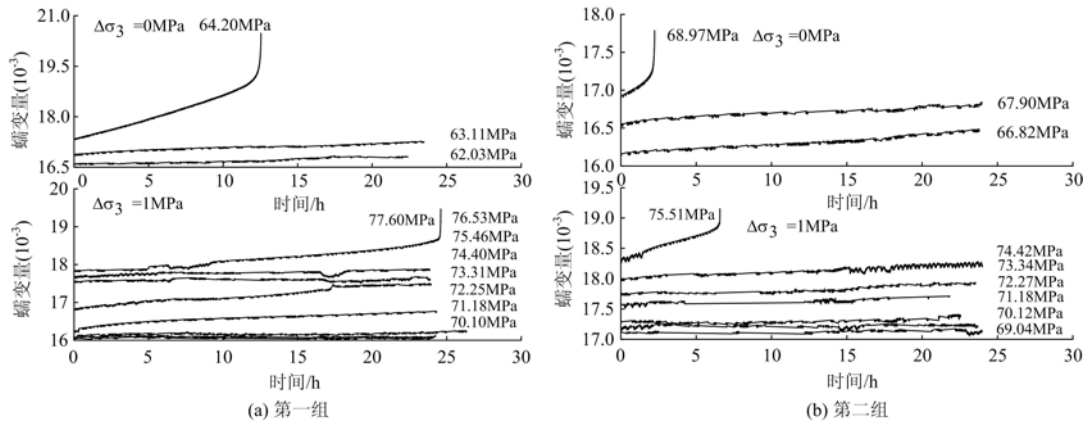 Δσ3 =0MPa 64.20MPa
63.11MPa
62.03MPa
蠕变量(10-3)
21.0
19.5
18.0
16.5
0 5 10 15 20 25 30
时间/h
Δσ3 =1MPa
77.60MPa
76.53MPa
75.46MPa
74.40MPa
73.31MPa
72.25MPa
71.18MPa
70.10MPa
蠕变量(10-3)
20
19
18
17
16
0 5 10 15 20 25 30
时间/h
(a) 第一组
68.97MPa Δσ3 =0MPa
67.90MPa
66.82MPa
蠕变量(10-3)
18.0
17.5
17.0
16.5
16.0
0 5 10 15 20 25 30
时间/h
75.51MPa
Δσ3 =1MPa
74.42MPa
73.34MPa
72.27MPa
71.18MPa
70.12MPa
69.04MPa
蠕变量(10-3)
19.5
19.0
18.5
18.0
17.5
17.0
0 5 10 15 20 25 30
时间/h
(b) 第二组